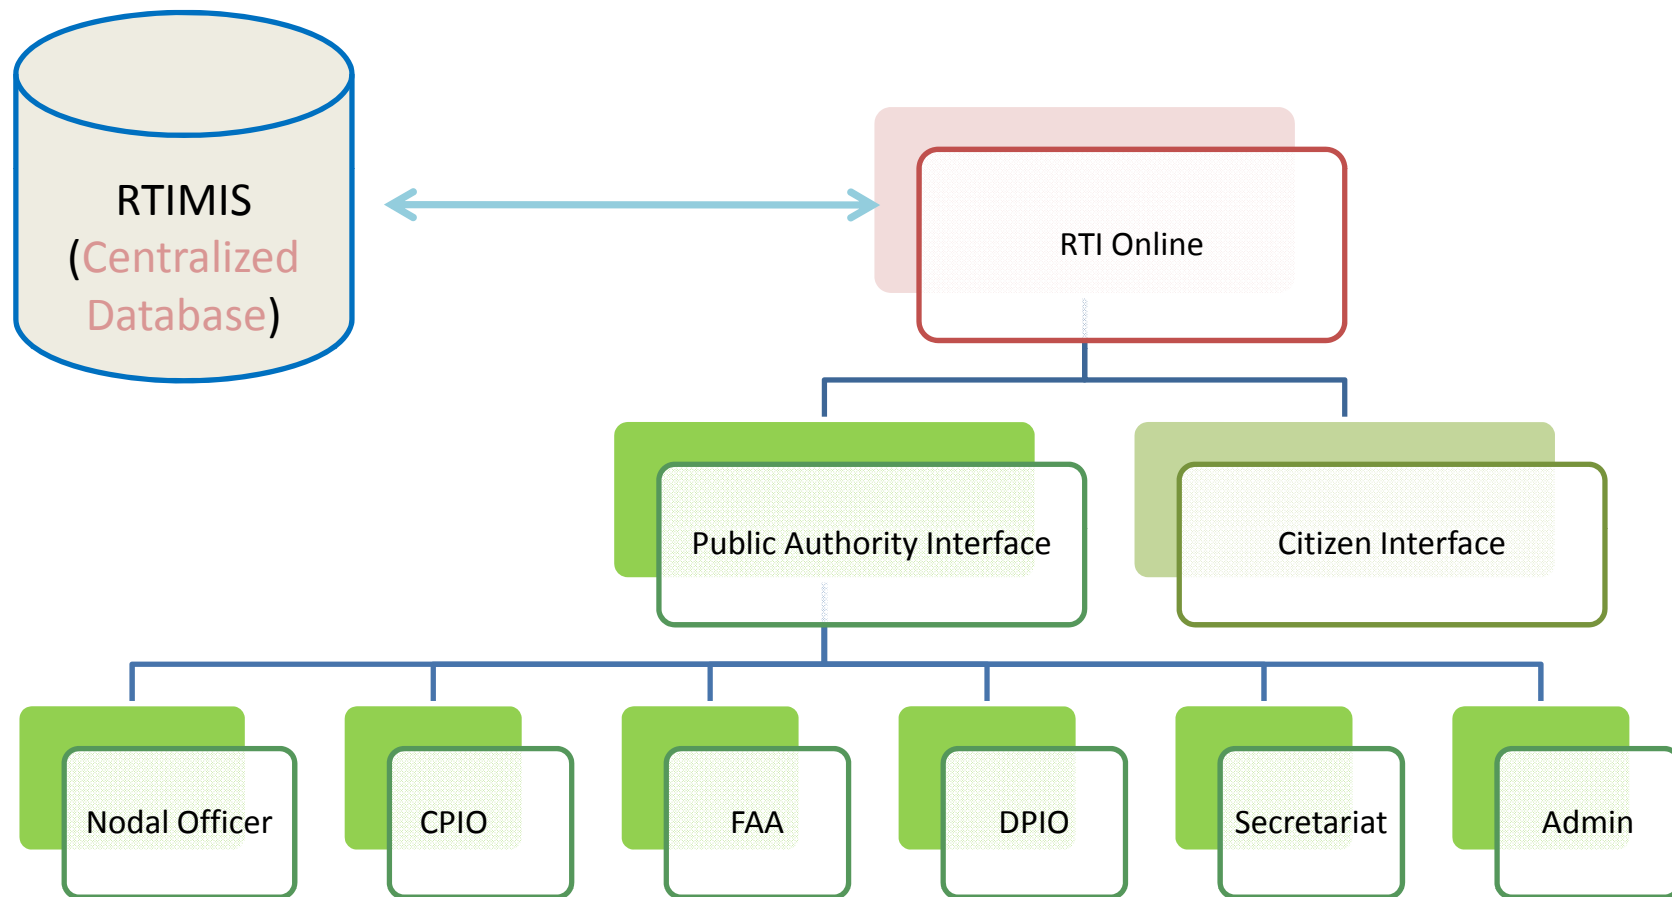 RTIMIS
(Centralized
Database)
RTI Online
Public Authority Interface
Citizen Interface
Nodal Officer
CPIO
FAA
DPIO
Secretariat
Admin